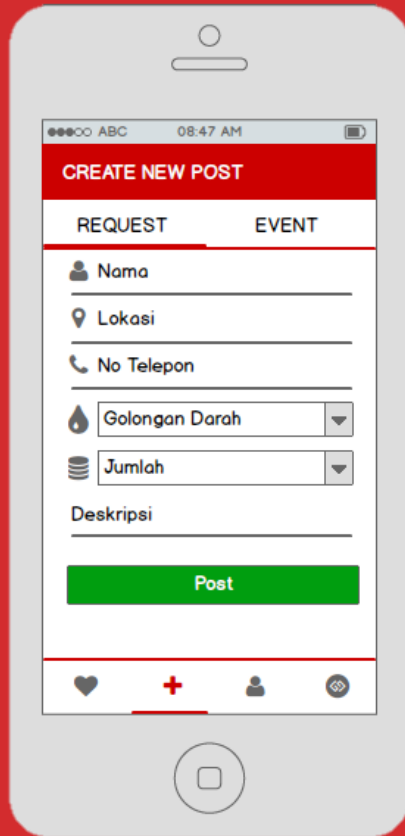 ABC 08:47 AM
CREATE NEW POST
REQUEST EVENT
Nama
Lokasi
No Telepon
Golongan Darah
Jumlah
Deskripsi
Post